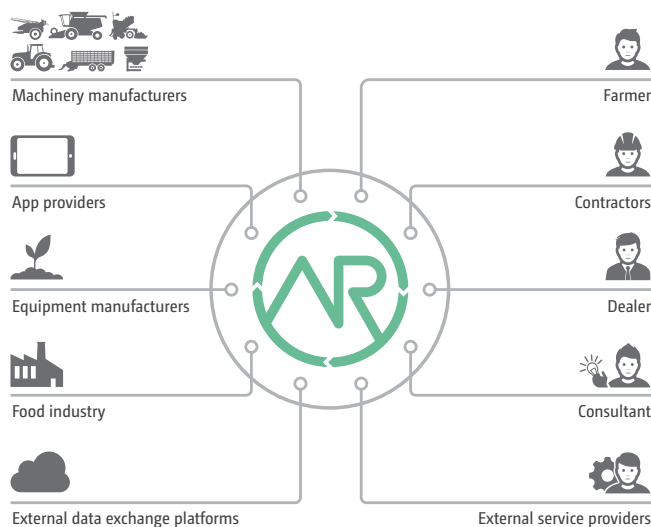 Machinery manufacturers
Farmer
App providers
Contractors
AR
Equipment manufacturers
Dealer
Food industry
Consultant
External data exchange platforms
External service providers